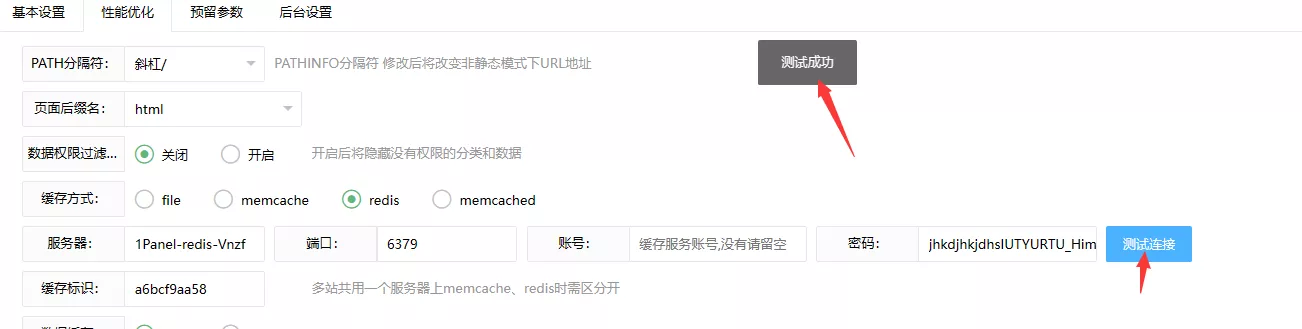 基本设置 性能优化 预留参数 后台设置
PATH分隔符： 斜杠/ PATHINFO分隔符 修改后将改变非静态模式下URL地址
测试成功
页面后缀名： html
数据权限过滤... 关闭 开启 开启后将隐藏没有权限的分类和数据
缓存方式： file memcache redis memcached
服务器： 1Panel-redis-Vnzf 端口： 6379 账号： 缓存服务账号,没有请留空 密码： jhkdjhkjdhsIUTYURTU_Him 测试连接
缓存标识： a6bcf9aa58 多站共用一个服务器上memcache、redis时需区分开